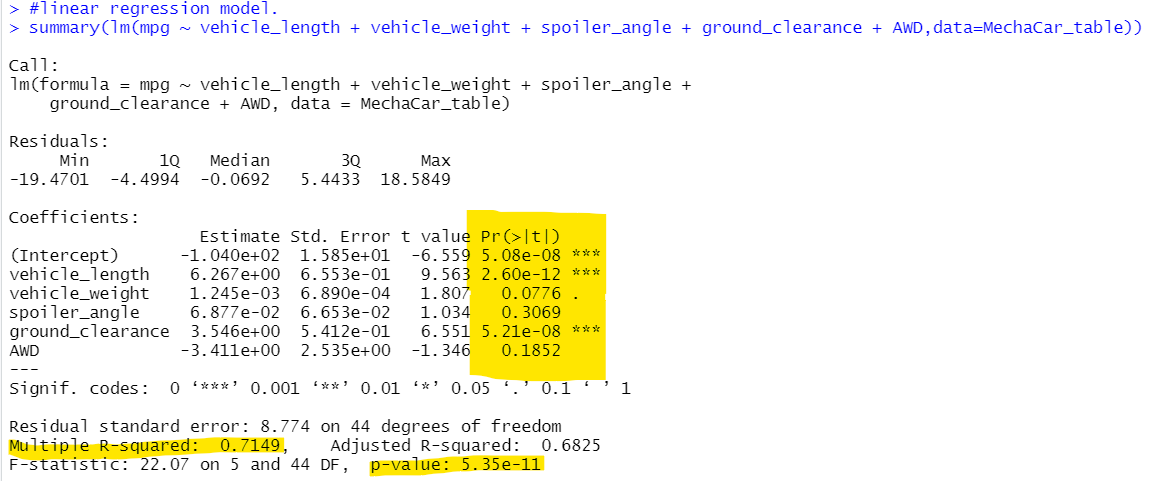 > #linear regression model.
> summary(lm(mpg ~ vehicle_length + vehicle_weight + spoiler_angle + ground_clearance + AWD,data=MechaCar_table))
Call:
lm(formula = mpg ~ vehicle_length + vehicle_weight + spoiler_angle +
    ground_clearance + AWD, data = MechaCar_table)
Residuals:
     Min       1Q   Median       3Q      Max
-19.4701  -4.4994  -0.0692   5.4433  18.5849
Coefficients:
                   Estimate Std. Error t value Pr(>|t|)
(Intercept)      -1.040e+02  1.585e+01  -6.559 5.08e-08 ***
vehicle_length    6.267e+00  6.553e-01   9.563 2.60e-12 ***
vehicle_weight    1.245e-03  6.890e-04   1.807   0.0776 .
spoiler_angle     6.877e-02  6.653e-02   1.034   0.3069
ground_clearance  3.546e+00  5.412e-01   6.551 5.21e-08 ***
AWD              -3.411e+00  2.535e+00  -1.346   0.1852
---
Signif. codes:  0 ‘***’ 0.001 ‘**’ 0.01 ‘*’ 0.05 ‘.’ 0.1 ‘ ’ 1
Residual standard error: 8.774 on 44 degrees of freedom
Multiple R-squared:  0.7149,	Adjusted R-squared:  0.6825
F-statistic: 22.07 on 5 and 44 DF,  p-value: 5.35e-11